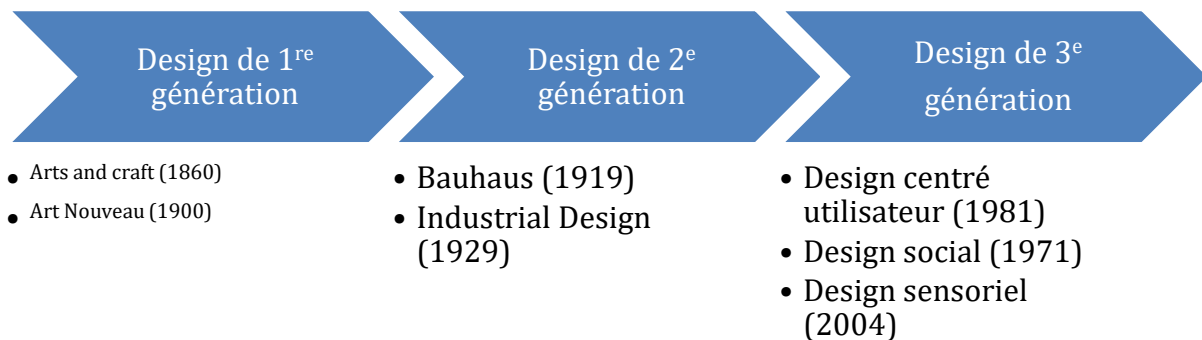 Design de 1re
génération
Design de 2e
génération
Design de 3e
génération
• Arts and craft (1860)
• Art Nouveau (1900)
• Bauhaus (1919)
• Industrial Design
(1929)
• Design centré
utilisateur (1981)
• Design social (1971)
• Design sensoriel
(2004)